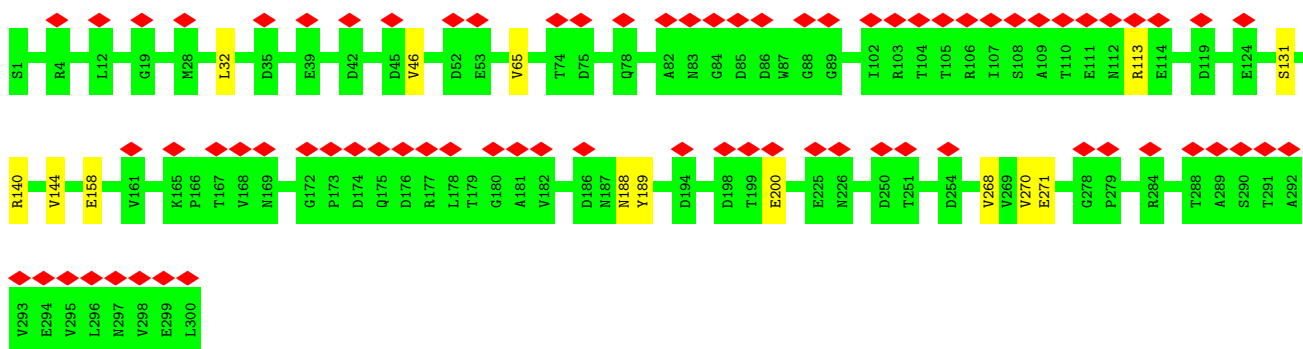 S1 R4 L12 G19 M28 L32 D35 E39 D42 D45 V46 D52 E53 V65 T74 D75 Q78 A82 N83 G84 D85 D86 W87 G88 G89 I102 R103 T104 T105 R106 I107 S108 A109 T110 E111 N112 R113 E114 D119 E124 S131
R140 V144 E158 V161 K165 P166 T167 V168 N169 G172 P173 D174 Q175 D176 R177 L178 T179 G180 A181 V182 D186 N187 N188 Y189 D194 D198 T199 E200 E225 N226 D250 T251 D254 V268 V269 V270 E271 G278 P279 R284 T288 A289 S290 T291 A292
V293 E294 V295 L296 N297 V298 E299 L300